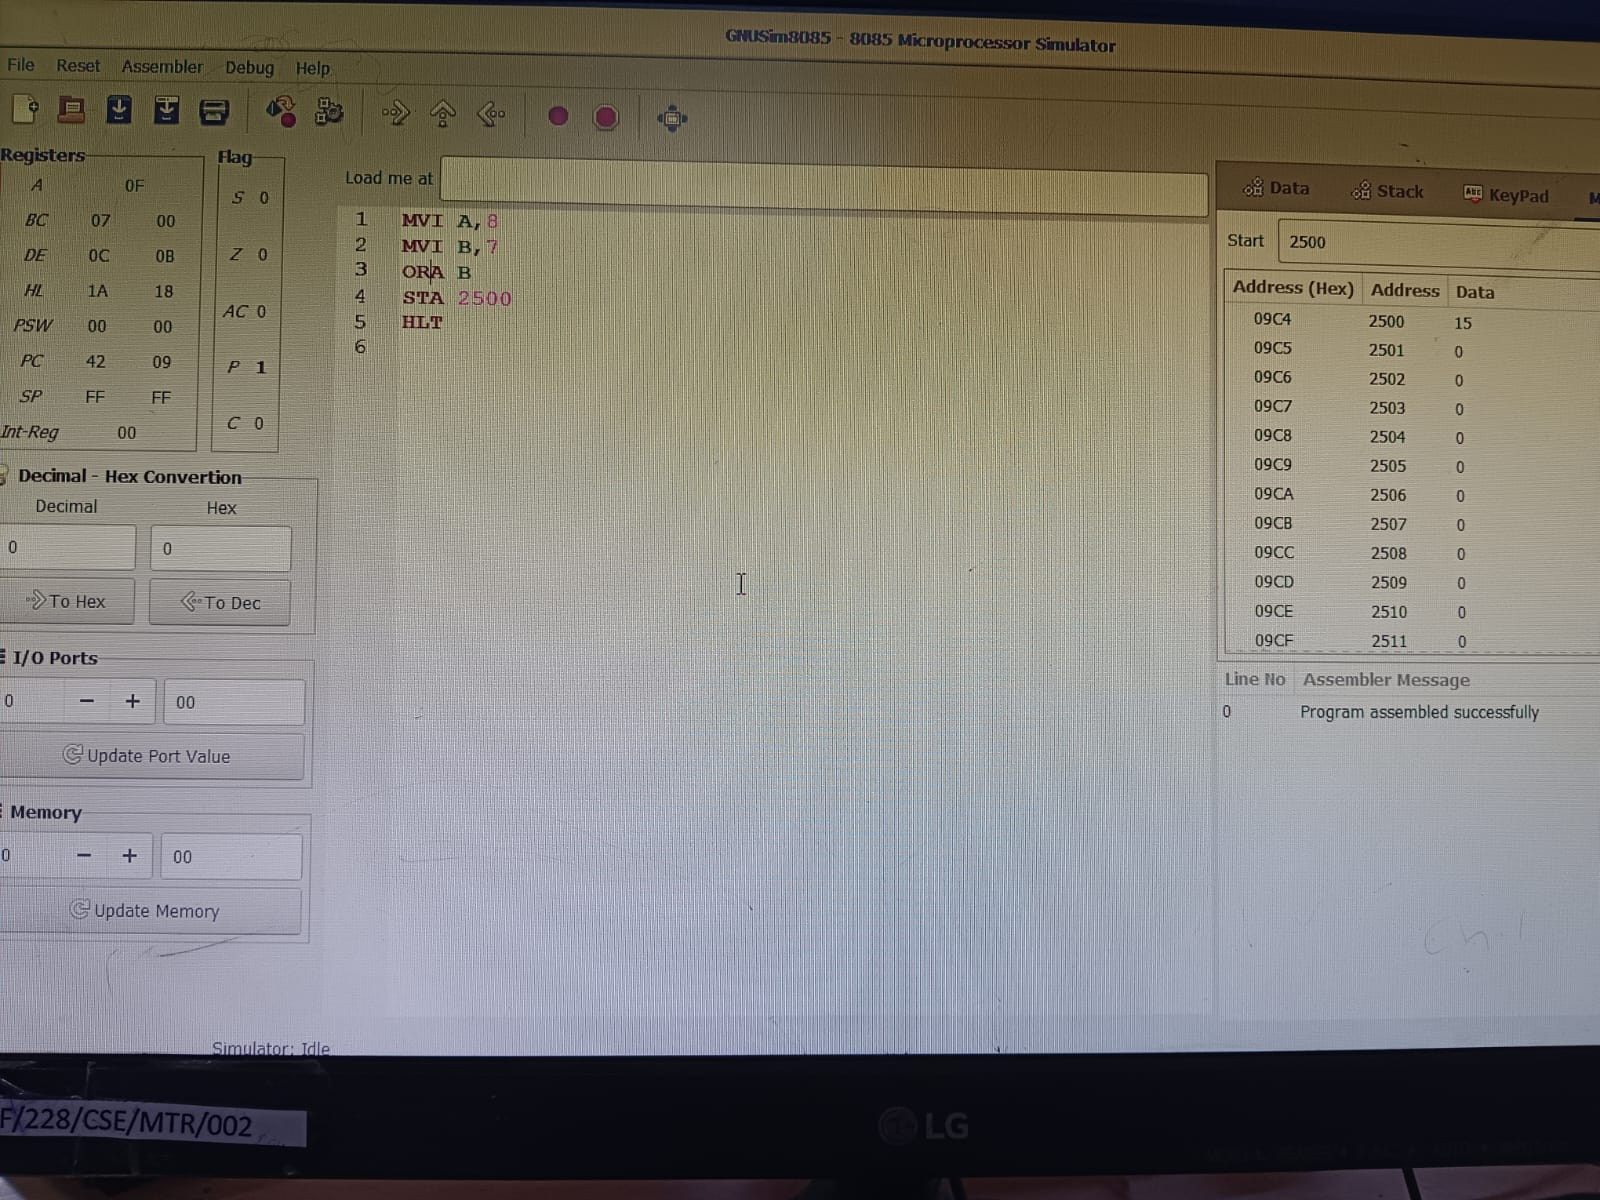 GNUSim8085 - 8085 Microprocessor Simulator
File Reset Assembler Debug Help
Registers
A 0F
BC 07 00
DE 0C 0B
HL 1A 18
PSW 00 00
PC 42 09
SP FF FF
Int-Reg 00
Flag
S 0
Z 0
AC 0
P 1
C 0
Decimal - Hex Convertion
Decimal Hex
0 0
To Hex To Dec
I/O Ports
0 − + 00
Update Port Value
Memory
0 − + 00
Update Memory
Load me at
1 MVI A,8
2 MVI B,7
3 ORA B
4 STA 2500
5 HLT
6
Data Stack KeyPad
Start 2500
Address (Hex) Address Data
09C4 2500 15
09C5 2501 0
09C6 2502 0
09C7 2503 0
09C8 2504 0
09C9 2505 0
09CA 2506 0
09CB 2507 0
09CC 2508 0
09CD 2509 0
09CE 2510 0
09CF 2511 0
Line No Assembler Message
0 Program assembled successfully
Simulator: Idle
F/228/CSE/MTR/002
LG